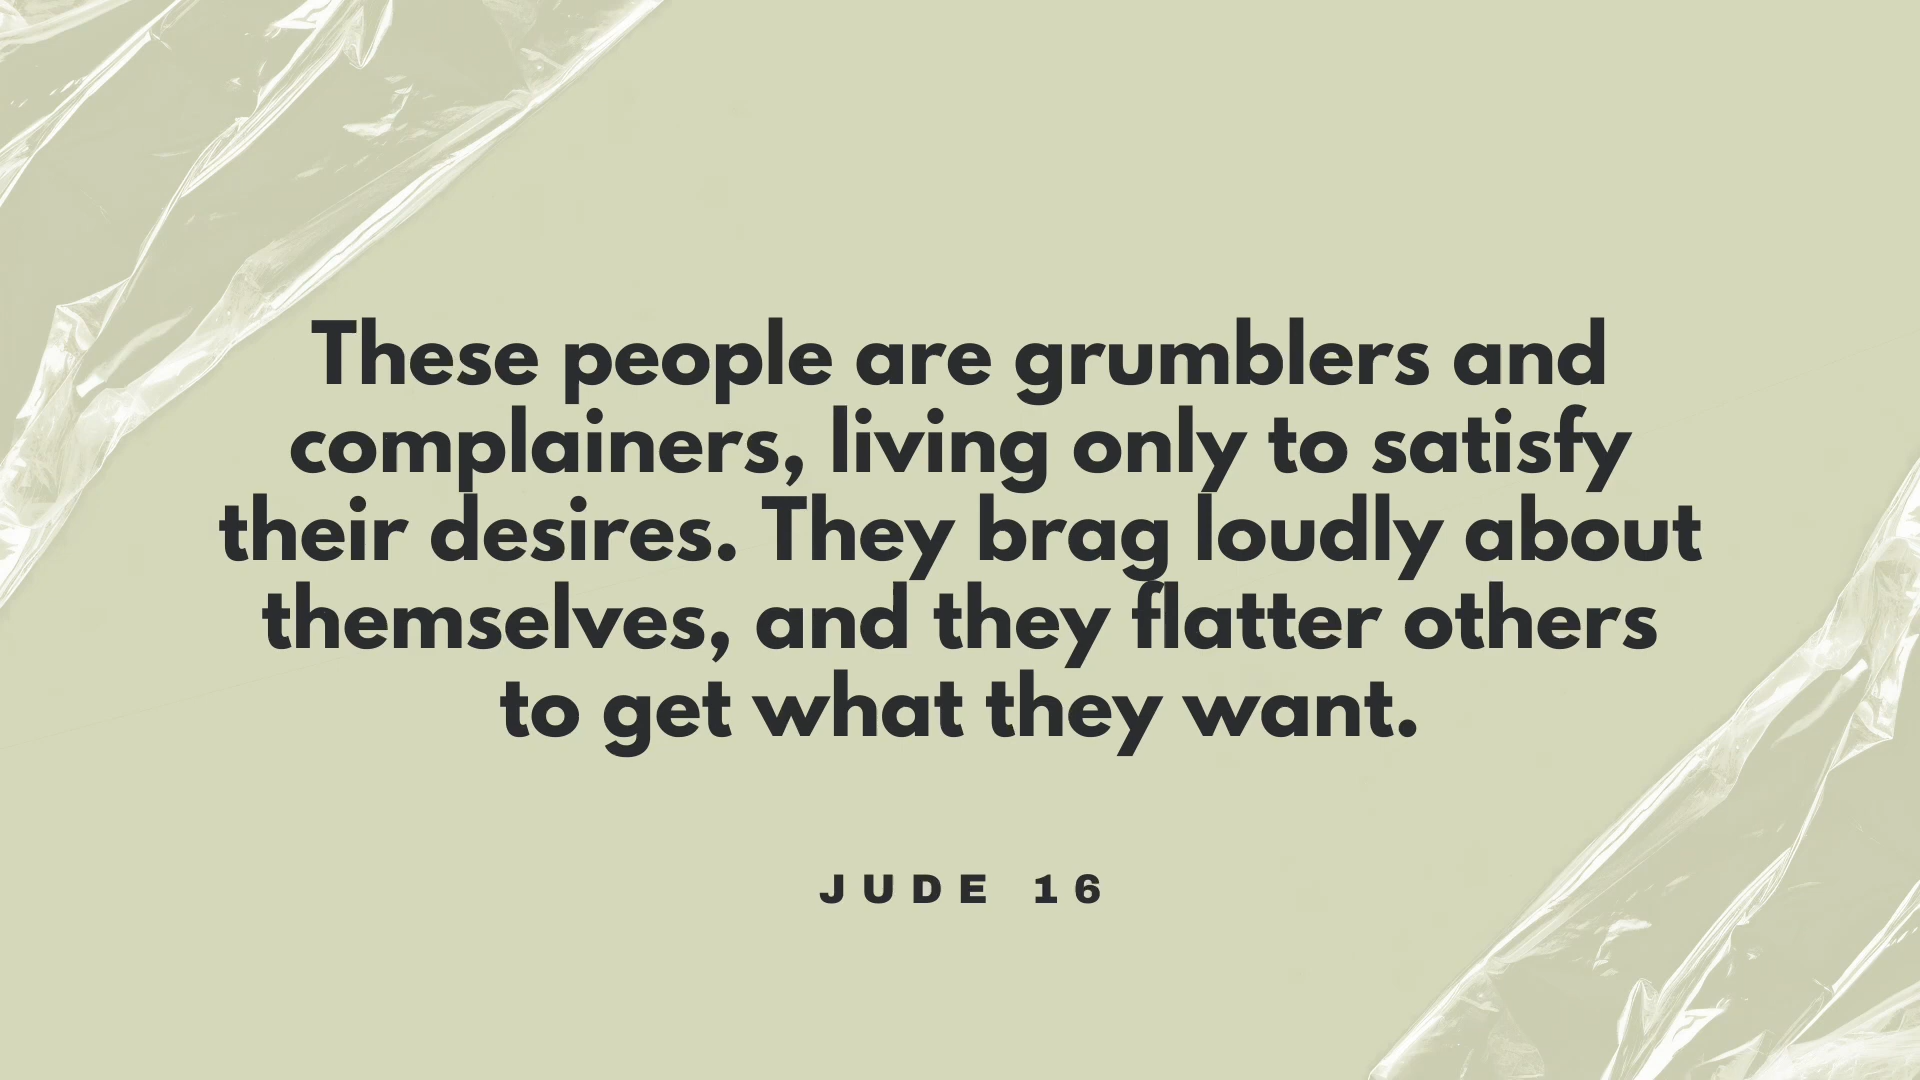 These people are grumblers and
complainers, living only to satisfy
their desires. They brag loudly about
themselves, and they flatter others
to get what they want.
JUDE 16